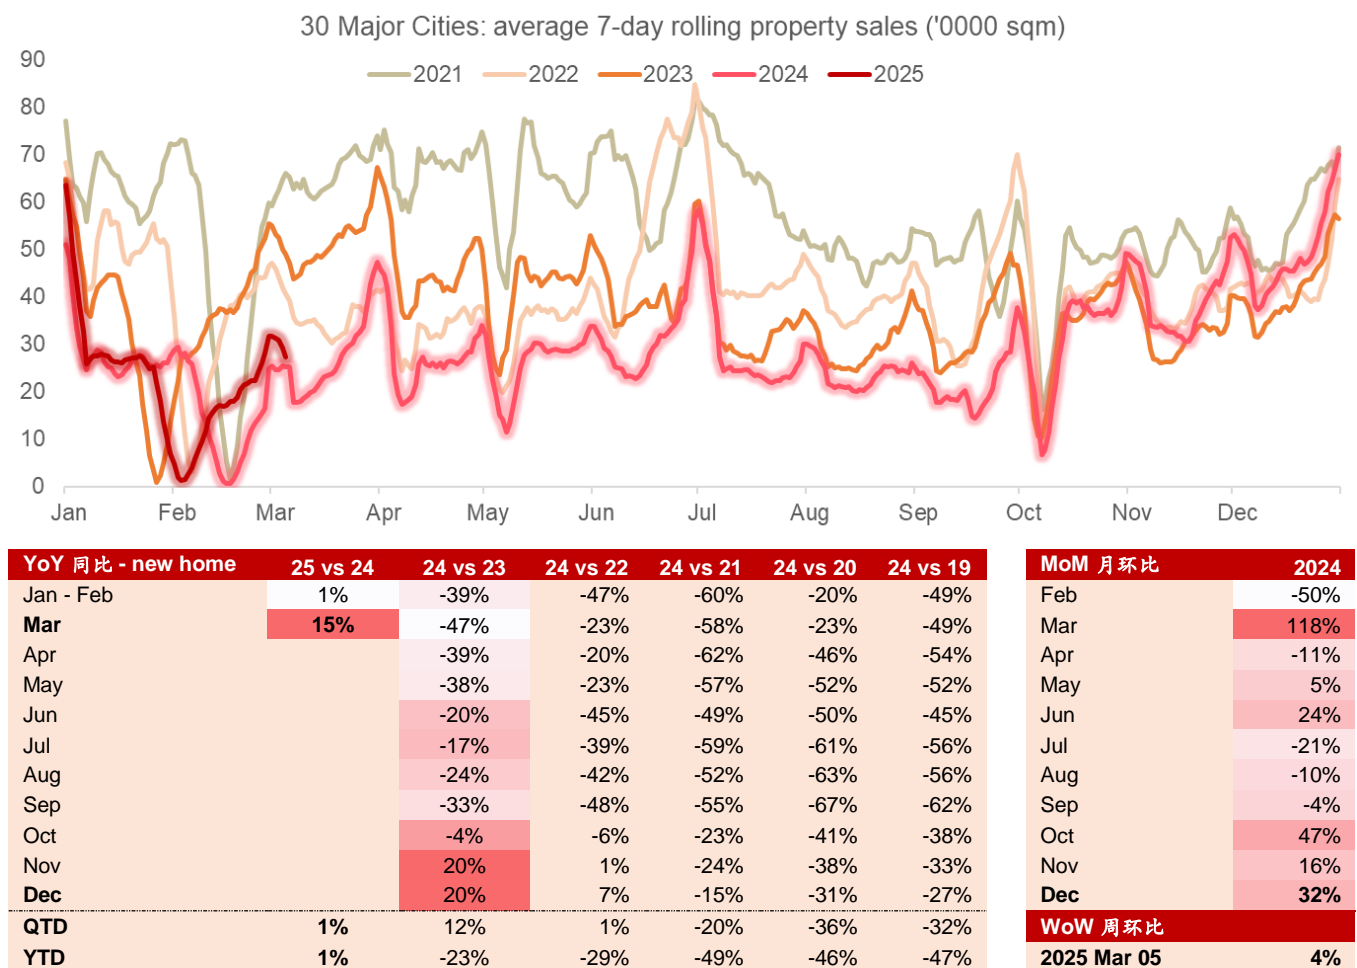 30 Major Cities: average 7-day rolling property sales ('0000 sqm)
2021 2022 2023 2024 2025
90
80
70
60
50
40
30
20
10
0
Jan Feb Mar Apr May Jun Jul Aug Sep Oct Nov Dec
YoY 同比 - new home 25 vs 24 24 vs 23 24 vs 22 24 vs 21 24 vs 20 24 vs 19
Jan - Feb 1% -39% -47% -60% -20% -49%
Mar 15% -47% -23% -58% -23% -49%
Apr -39% -20% -62% -46% -54%
May -38% -23% -57% -52% -52%
Jun -20% -45% -49% -50% -45%
Jul -17% -39% -59% -61% -56%
Aug -24% -42% -52% -63% -56%
Sep -33% -48% -55% -67% -62%
Oct -4% -6% -23% -41% -38%
Nov 20% 1% -24% -38% -33%
Dec 20% 7% -15% -31% -27%
QTD 1% 12% 1% -20% -36% -32%
YTD 1% -23% -29% -49% -46% -47%
MoM 月环比 2024
Feb -50%
Mar 118%
Apr -11%
May 5%
Jun 24%
Jul -21%
Aug -10%
Sep -4%
Oct 47%
Nov 16%
Dec 32%
WoW 周环比
2025 Mar 05 4%